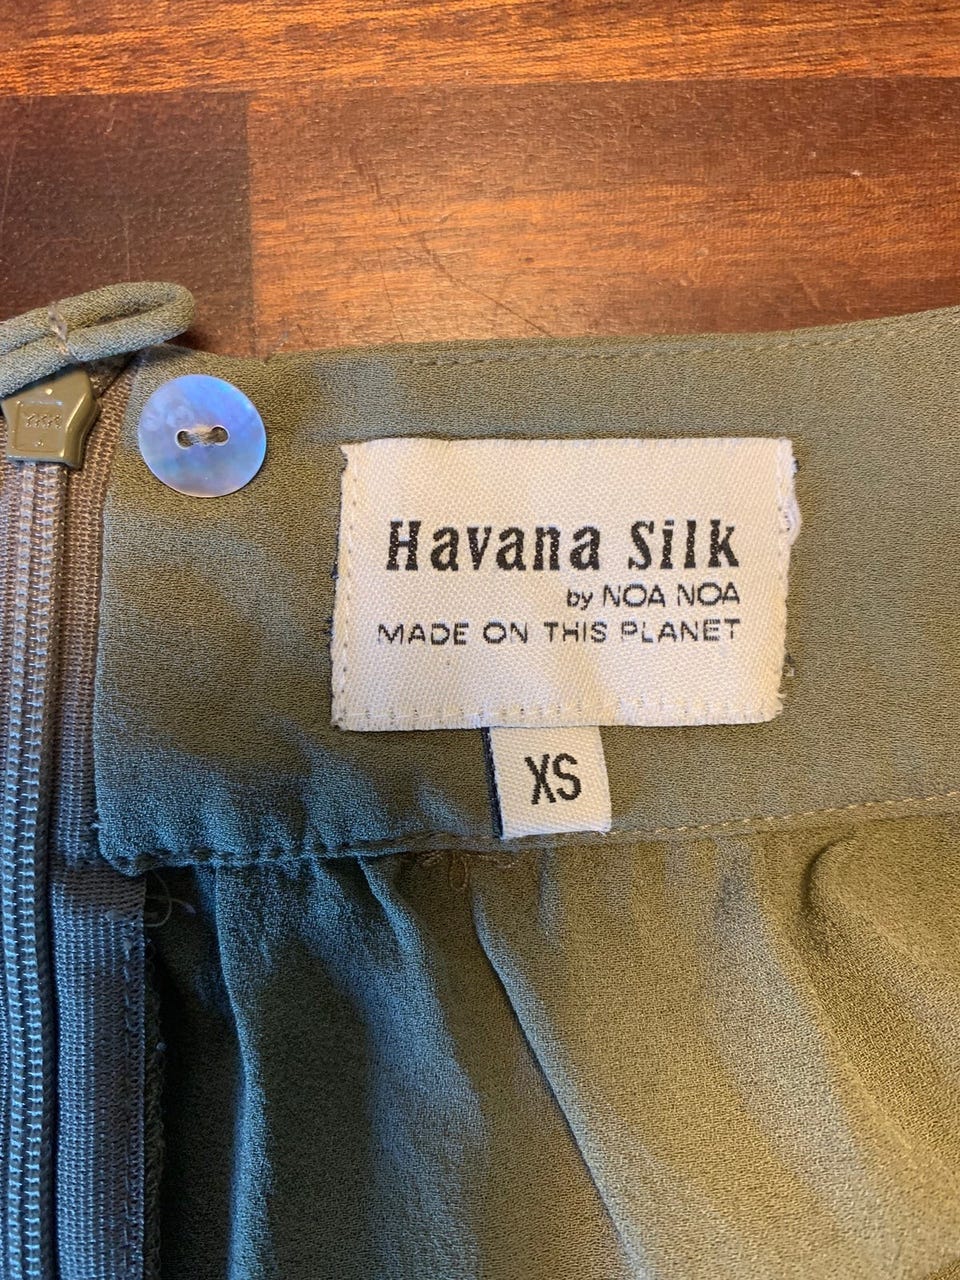 Havana Silk
by NOA NOA
MADE ON THIS PLANET
XS